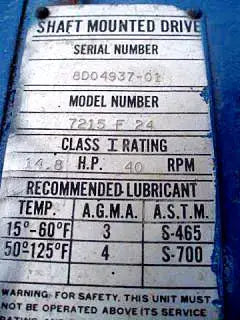 SHAFT MOUNTED DRIVE
SERIAL NUMBER
8D04937-01
MODEL NUMBER
7215 F 24
CLASS I RATING
14.8 H.P. 40 RPM
RECOMMENDED LUBRICANT
TEMP. A.G.M.A. A.S.T.M.
15°-60°F 3 S-465
50°-125°F 4 S-700
WARNING: FOR SAFETY, THIS UNIT MUST
NOT BE OPERATED ABOVE ITS SERVICE
RATING AND